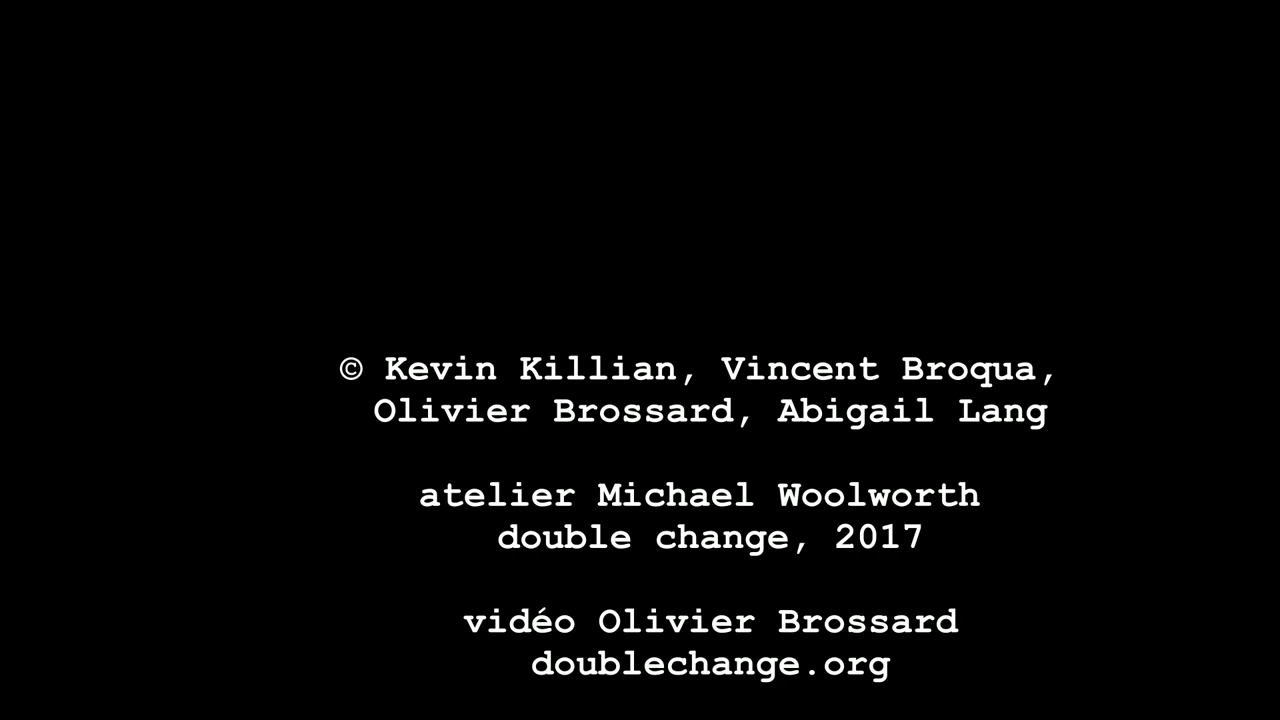 © Kevin Killian, Vincent Broqua,
Olivier Brossard, Abigail Lang
atelier Michael Woolworth
double change, 2017
vidéo Olivier Brossard
doublechange.org